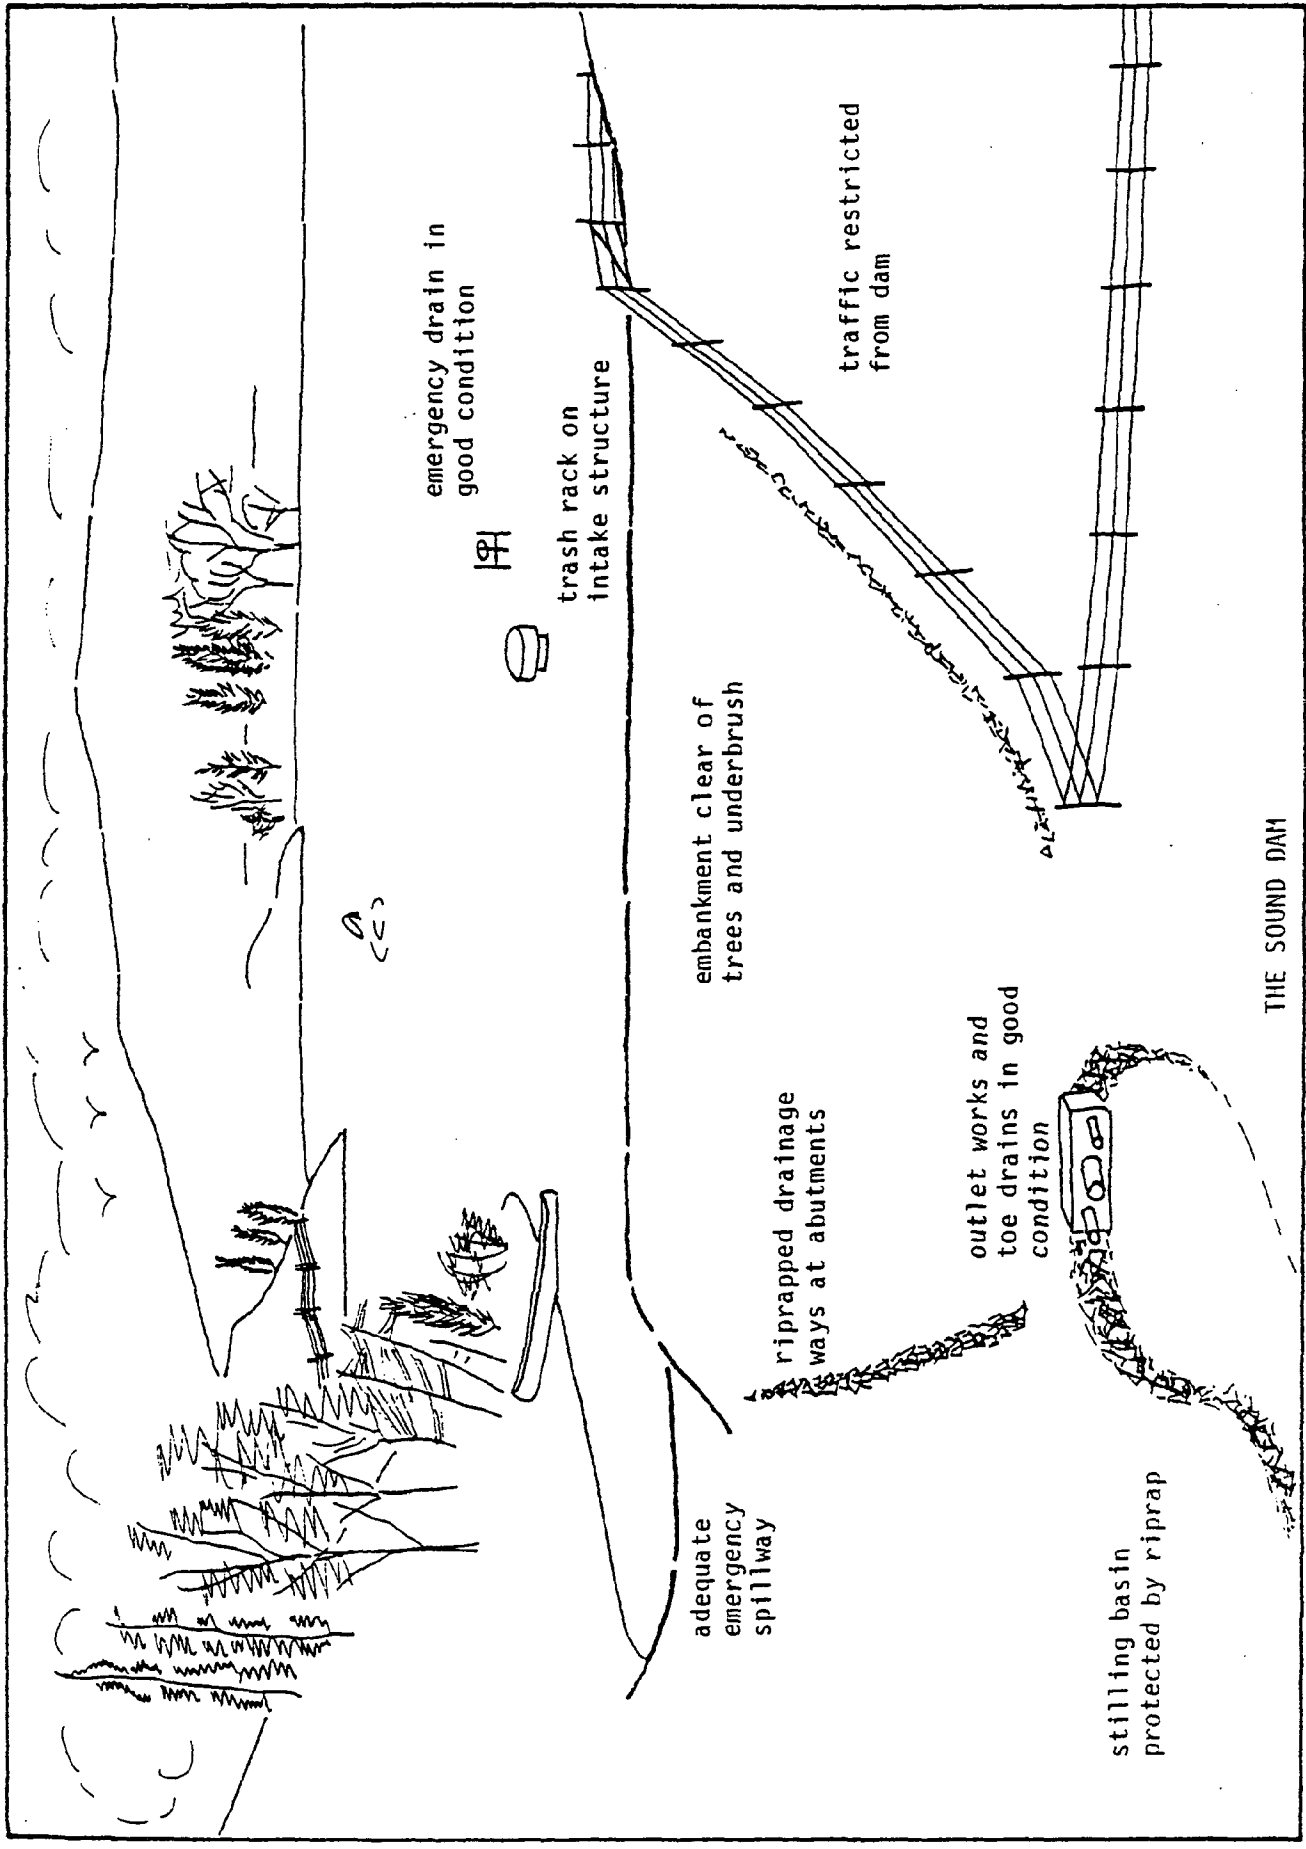 emergency drain in
good condition
trash rack on
intake structure
traffic restricted
from dam
embankment clear of
trees and underbrush
adequate
emergency
spillway
riprapped drainage
ways at abutments
outlet works and
toe drains in good
condition
stilling basin
protected by riprap
THE SOUND DAM